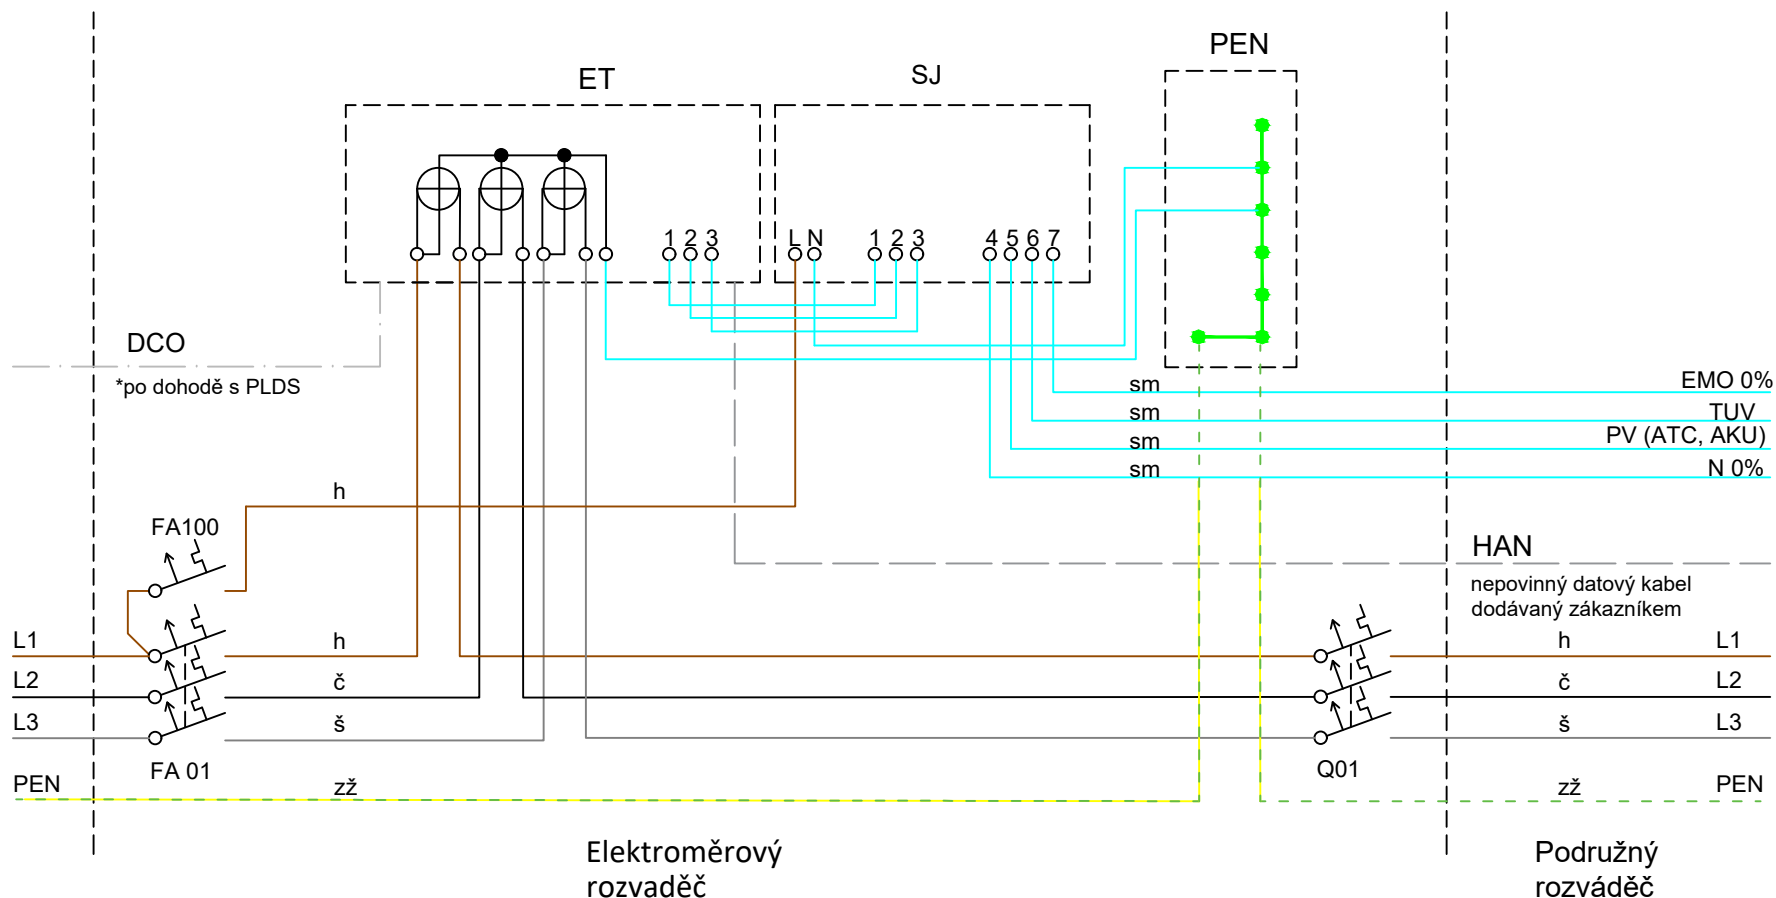 PEN
ET
SJ
1 2 3
L N
1 2 3
4 5 6 7
DCO
*po dohodě s PLDS
sm
EMO 0%
sm
TUV
sm
PV (ATC, AKU)
sm
N 0%
h
FA100
HAN
nepovinný datový kabel
dodávaný zákazníkem
L1
h
h
L1
L2
č
č
L2
L3
š
š
L3
FA 01
Q01
PEN
zž
zž
PEN
Elektroměrový
rozvaděč
Podružný
rozváděč